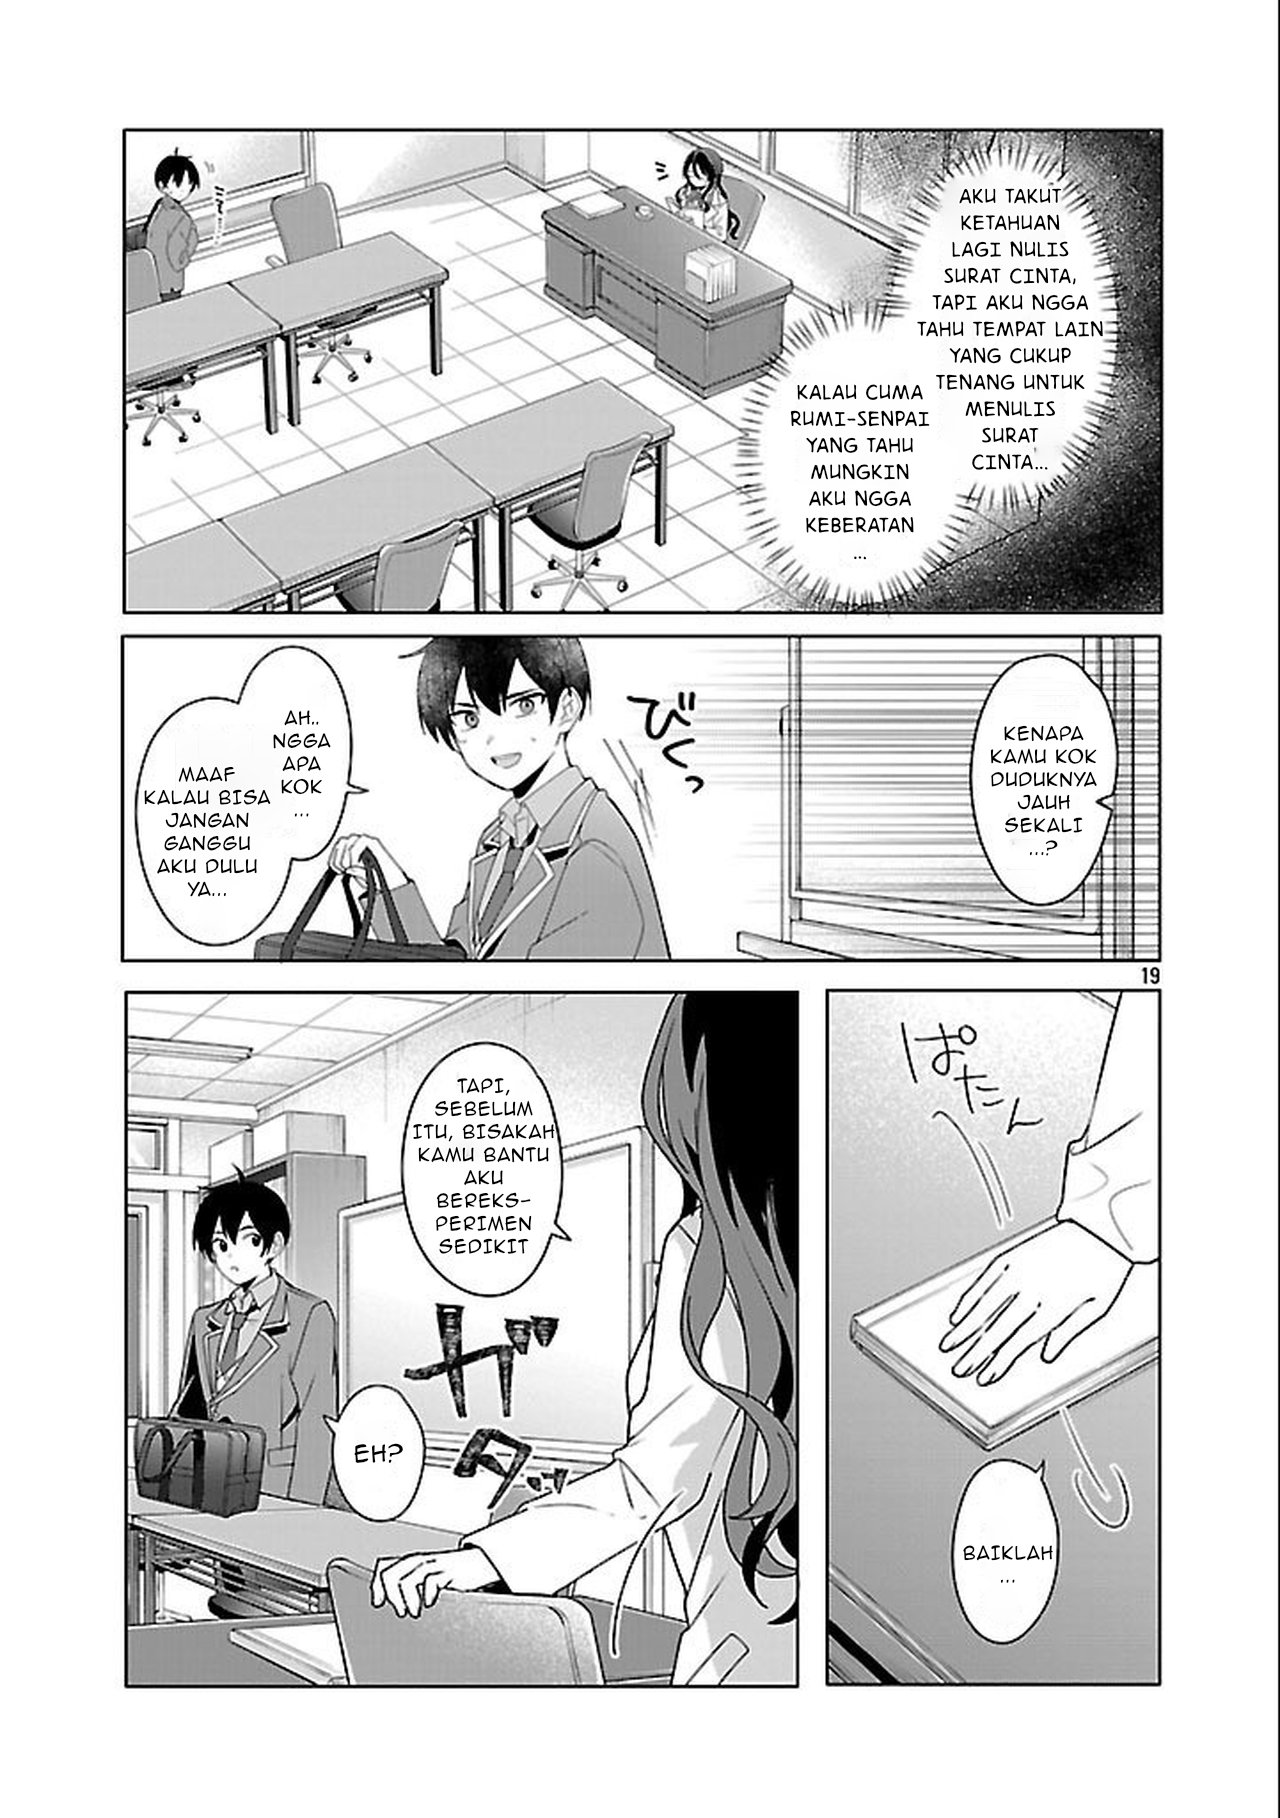 AKU TAKUT
KETAHUAN
LAGI NULIS
SURAT CINTA,
TAPI AKU NGGA
TAHU TEMPAT LAIN
YANG CUKUP
TENANG UNTUK
MENULIS
SURAT
CINTA...
KALAU CUMA
RUMI-SENPAI
YANG TAHU
MUNGKIN
AKU NGGA
KEBERATAN
...
KENAPA
KAMU KOK
DUDUKNYA
JAUH
SEKALI
...?
びくっ
AH..
NGGA
APA
KOK
...
MAAF
KALAU BISA
JANGAN
GANGGU
AKU DULU
YA...
19
ぱたん
BAIKLAH
...
TAPI,
SEBELUM
ITU, BISAKAH
KAMU BANTU
AKU
BEREKS-
PERIMEN
SEDIKIT
ガタッ
EH?